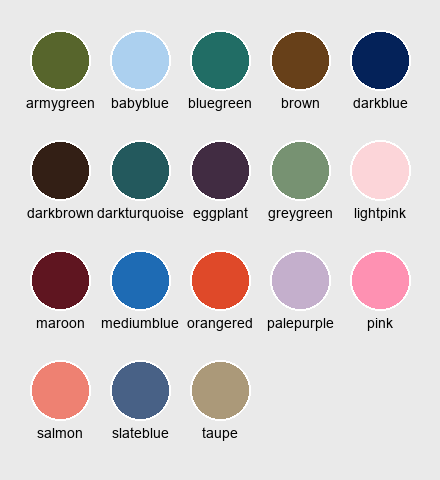 armygreen babyblue bluegreen brown darkblue
darkbrown darkturquoise eggplant greygreen lightpink
maroon mediumblue orangered palepurple pink
salmon slateblue taupe